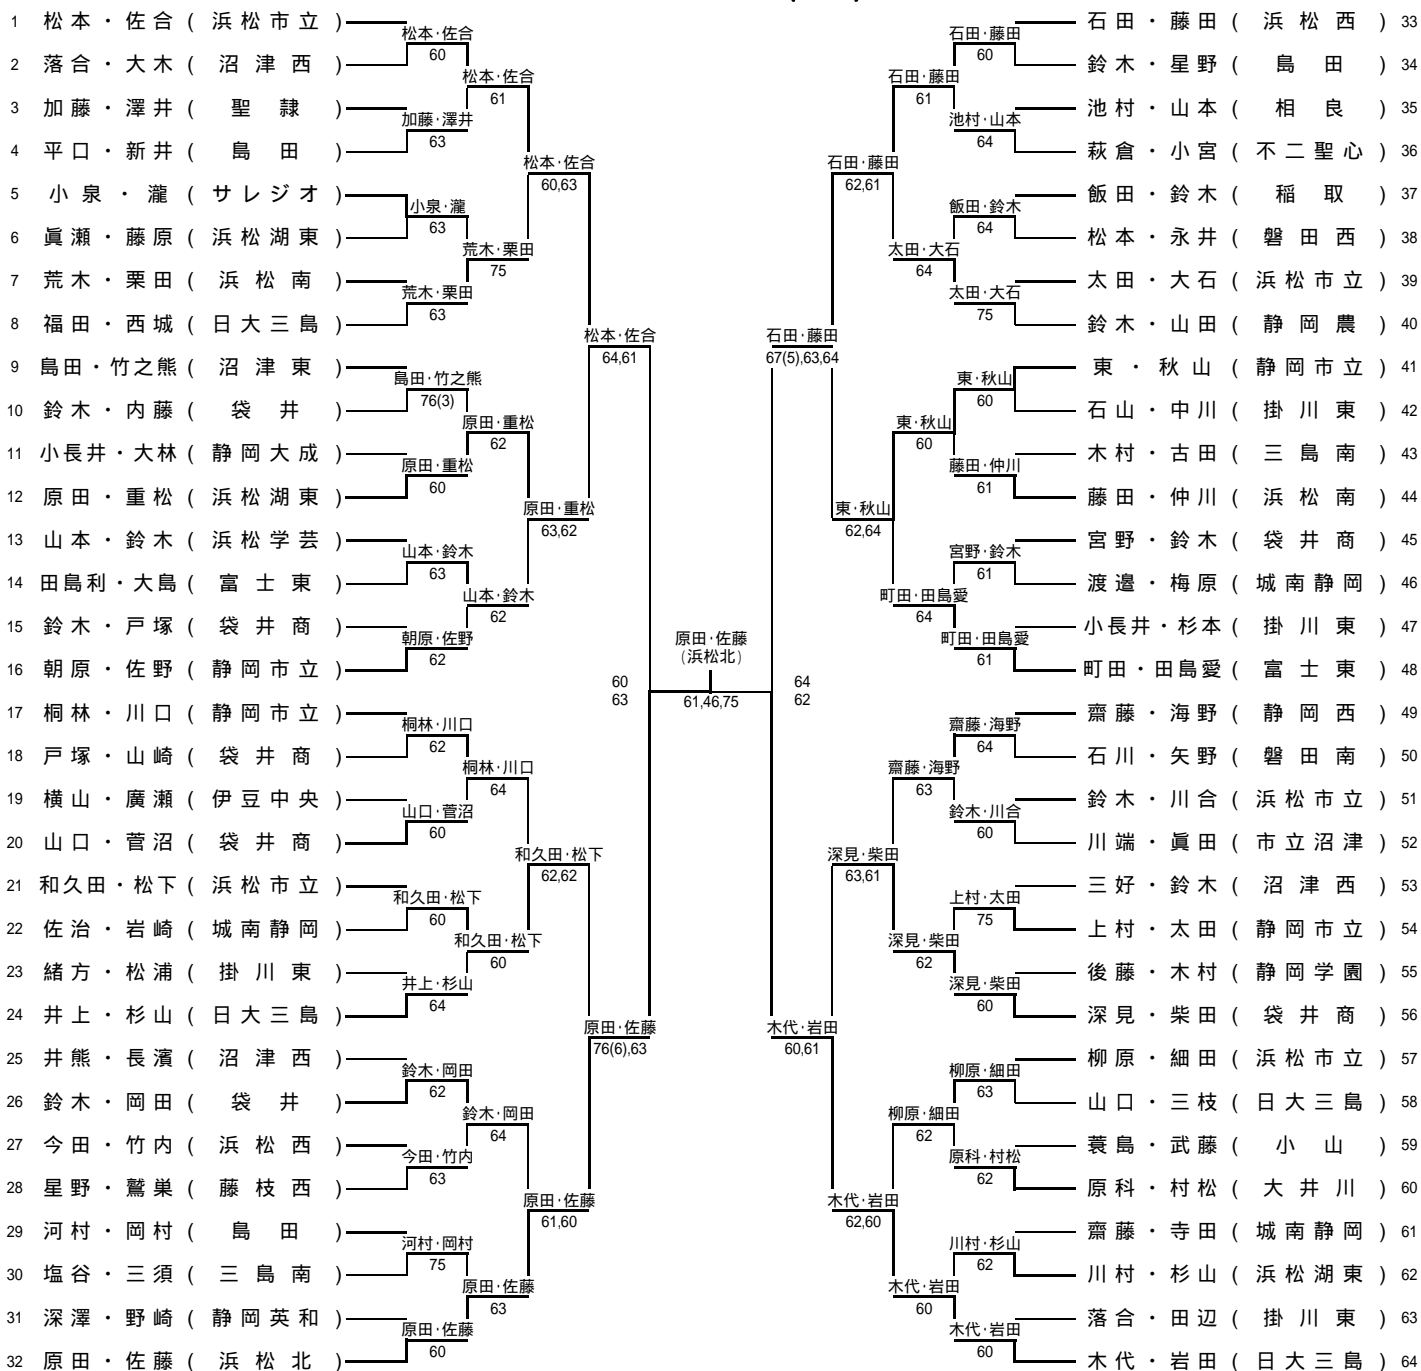 1 松本・佐合 ( 浜松市立 )
2 落合・大木 ( 沼津西 )
3 加藤・澤井 ( 聖隷 )
4 平口・新井 ( 島田 )
5 小泉・瀧 ( サレジオ )
6 眞瀬・藤原 ( 浜松湖東 )
7 荒木・栗田 ( 浜松南 )
8 福田・西城 ( 日大三島 )
9 島田・竹之熊 ( 沼津東 )
10 鈴木・内藤 ( 袋井 )
11 小長井・大林 ( 静岡大成 )
12 原田・重松 ( 浜松湖東 )
13 山本・鈴木 ( 浜松学芸 )
14 田島利・大島 ( 富士東 )
15 鈴木・戸塚 ( 袋井商 )
16 朝原・佐野 ( 静岡市立 )
17 桐林・川口 ( 静岡市立 )
18 戸塚・山崎 ( 袋井商 )
19 横山・廣瀬 ( 伊豆中央 )
20 山口・菅沼 ( 袋井商 )
21 和久田・松下 ( 浜松市立 )
22 佐治・岩崎 ( 城南静岡 )
23 緒方・松浦 ( 掛川東 )
24 井上・杉山 ( 日大三島 )
25 井熊・長濱 ( 沼津西 )
26 鈴木・岡田 ( 袋井 )
27 今田・竹内 ( 浜松西 )
28 星野・鷲巣 ( 藤枝西 )
29 河村・岡村 ( 島田 )
30 塩谷・三須 ( 三島南 )
31 深澤・野崎 ( 静岡英和 )
32 原田・佐藤 ( 浜松北 )
松本・佐合
60
加藤・澤井
63
小泉・瀧
63
荒木・栗田
63
島田・竹之熊
76(3)
原田・重松
60
山本・鈴木
63
朝原・佐野
62
桐林・川口
62
山口・菅沼
60
和久田・松下
60
井上・杉山
64
鈴木・岡田
62
今田・竹内
63
河村・岡村
75
原田・佐藤
60
松本・佐合
61
荒木・栗田
75
原田・重松
62
山本・鈴木
62
桐林・川口
64
和久田・松下
60
鈴木・岡田
64
原田・佐藤
63
松本・佐合
60,63
原田・重松
63,62
和久田・松下
62,62
原田・佐藤
61,60
松本・佐合
64,61
原田・佐藤
76(6),63
60
63
原田・佐藤
(浜松北)
61,46,75
64
62
石田・藤田
67(5),63,64
木代・岩田
60,61
石田・藤田
62,61
東・秋山
62,64
深見・柴田
63,61
木代・岩田
62,60
石田・藤田
61
太田・大石
64
東・秋山
60
町田・田島愛
64
齋藤・海野
63
深見・柴田
62
柳原・細田
62
木代・岩田
60
石田・藤田
60
池村・山本
64
飯田・鈴木
64
太田・大石
75
東・秋山
60
藤田・仲川
61
宮野・鈴木
61
町田・田島愛
61
齋藤・海野
64
鈴木・川合
60
上村・太田
75
深見・柴田
60
柳原・細田
63
原科・村松
62
川村・杉山
62
木代・岩田
60
石田・藤田 ( 浜松西 ) 33
鈴木・星野 ( 島田 ) 34
池村・山本 ( 相良 ) 35
萩倉・小宮 ( 不二聖心 ) 36
飯田・鈴木 ( 稲取 ) 37
松本・永井 ( 磐田西 ) 38
太田・大石 ( 浜松市立 ) 39
鈴木・山田 ( 静岡農 ) 40
東・秋山 ( 静岡市立 ) 41
石山・中川 ( 掛川東 ) 42
木村・古田 ( 三島南 ) 43
藤田・仲川 ( 浜松南 ) 44
宮野・鈴木 ( 袋井商 ) 45
渡邉・梅原 ( 城南静岡 ) 46
小長井・杉本 ( 掛川東 ) 47
町田・田島愛 ( 富士東 ) 48
齋藤・海野 ( 静岡西 ) 49
石川・矢野 ( 磐田南 ) 50
鈴木・川合 ( 浜松市立 ) 51
川端・眞田 ( 市立沼津 ) 52
三好・鈴木 ( 沼津西 ) 53
上村・太田 ( 静岡市立 ) 54
後藤・木村 ( 静岡学園 ) 55
深見・柴田 ( 袋井商 ) 56
柳原・細田 ( 浜松市立 ) 57
山口・三枝 ( 日大三島 ) 58
蓑島・武藤 ( 小山 ) 59
原科・村松 ( 大井川 ) 60
齋藤・寺田 ( 城南静岡 ) 61
川村・杉山 ( 浜松湖東 ) 62
落合・田辺 ( 掛川東 ) 63
木代・岩田 ( 日大三島 ) 64